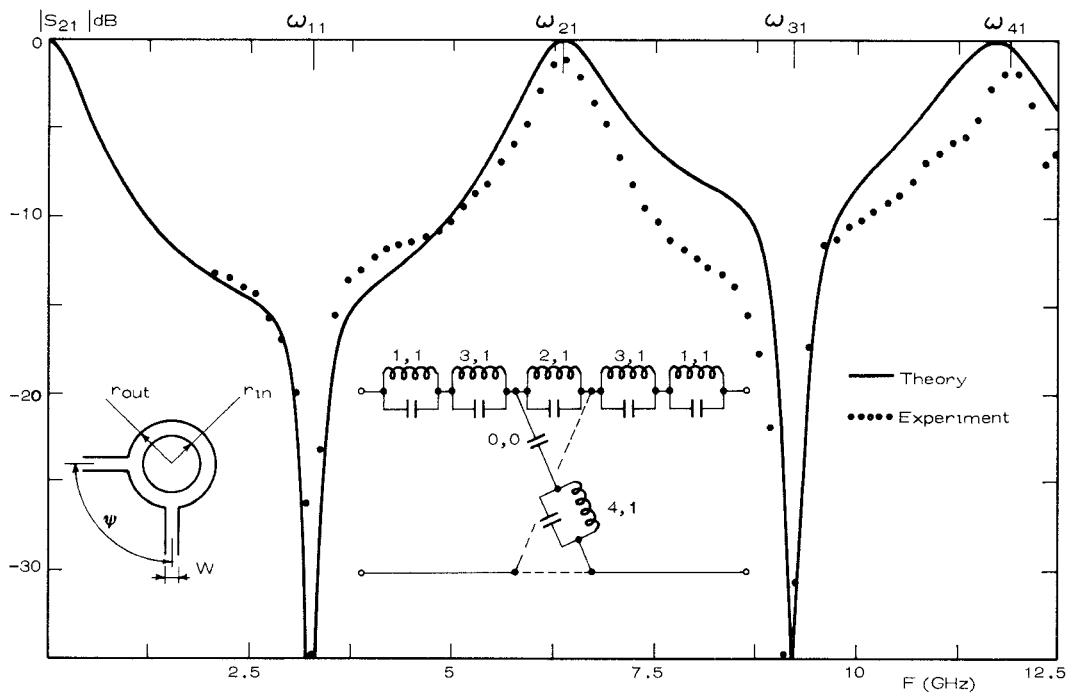 |S21|dB ω11 ω21 ω31 ω41
0
-10
-20
-30
1,1 3,1 2,1 3,1 1,1
0,0
4,1
rout rin
ψ
W
Theory
Experiment
2.5 5 7.5 10 12.5
F (GHz)